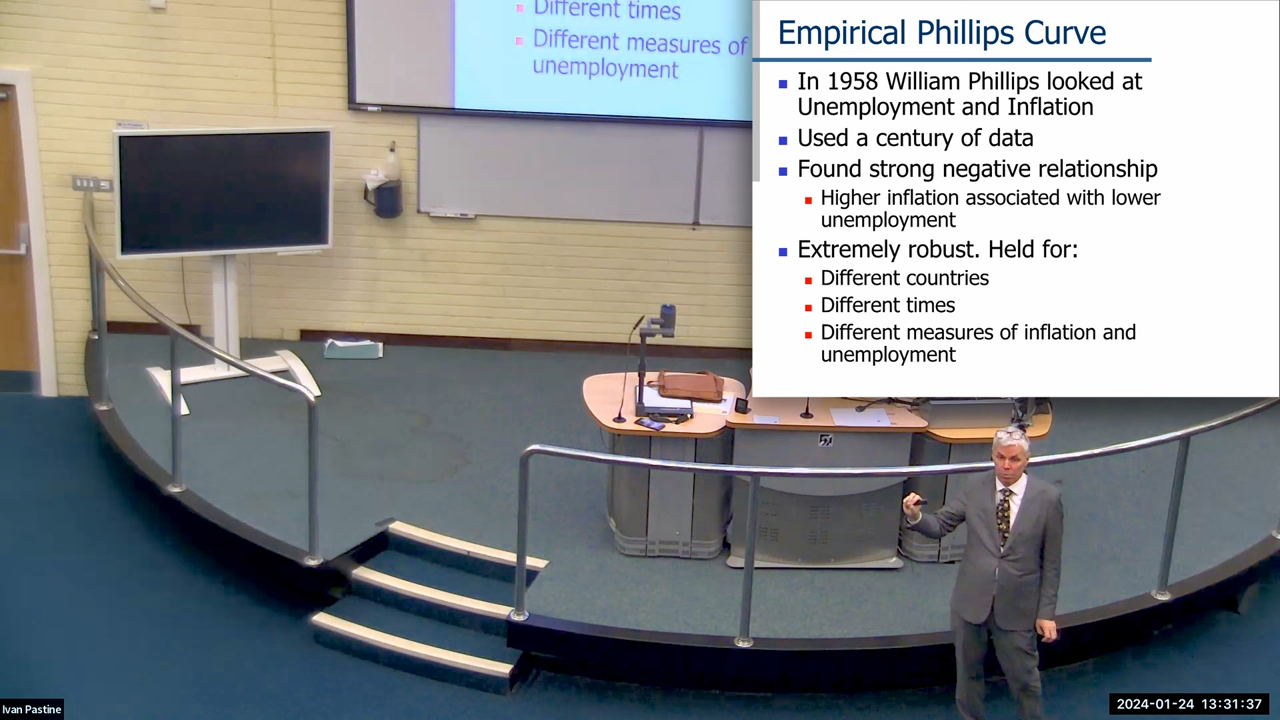 Different times
Different measures of
unemployment
Empirical Phillips Curve
In 1958 William Phillips looked at
Unemployment and Inflation
Used a century of data
Found strong negative relationship
Higher inflation associated with lower
unemployment
Extremely robust. Held for:
Different countries
Different times
Different measures of inflation and
unemployment
Ivan Pastine
2024-01-24 13:31:37